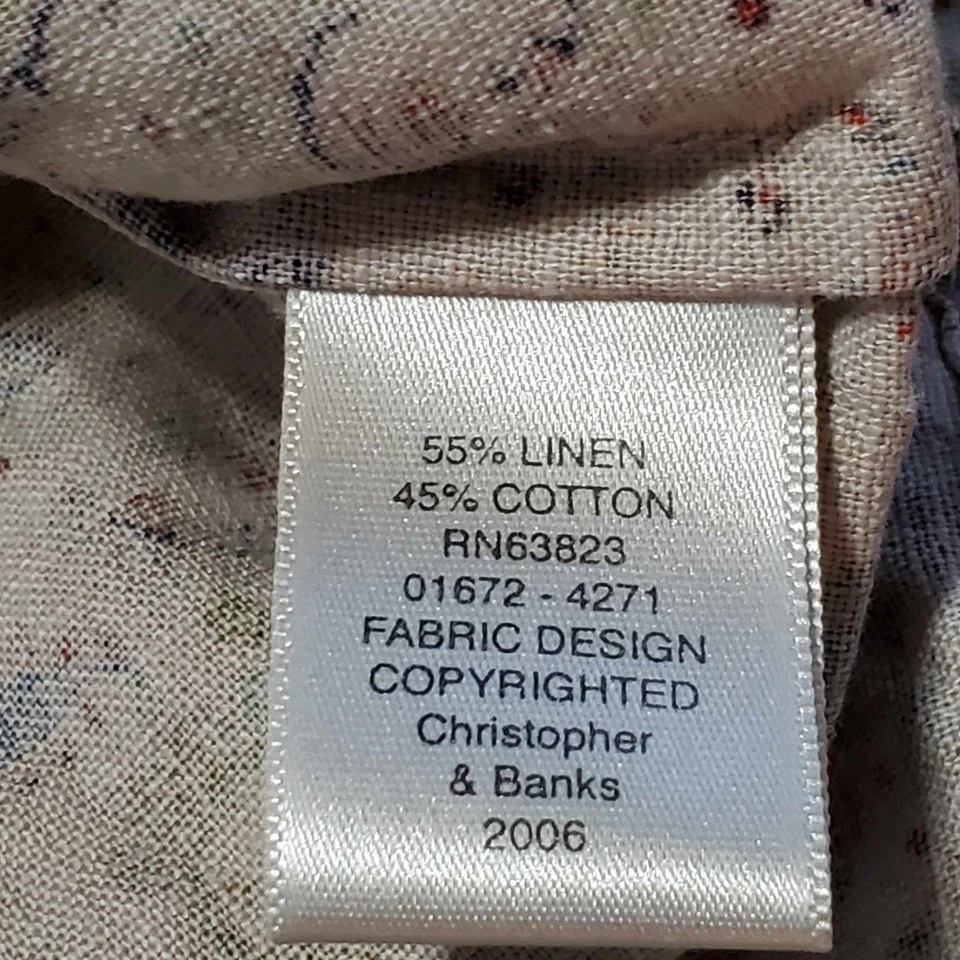 55% LINEN
45% COTTON
RN63823
01672 - 4271
FABRIC DESIGN
COPYRIGHTED
Christopher
& Banks
2006